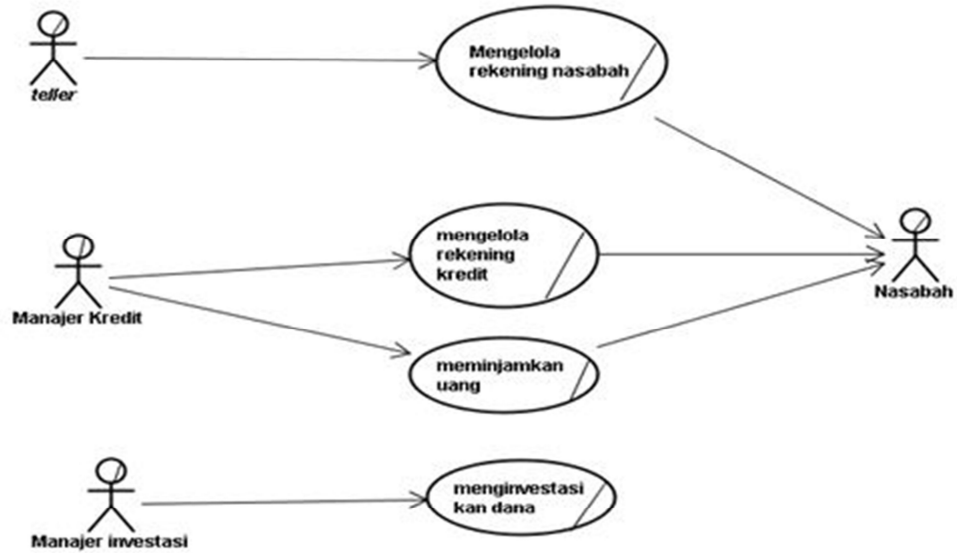 teller
Mengelola
rekening nasabah
mengelola
rekening
kredit
Manajer Kredit
Nasabah
meminjamkan
uang
menginvestasi
kan dana
Manajer investasi